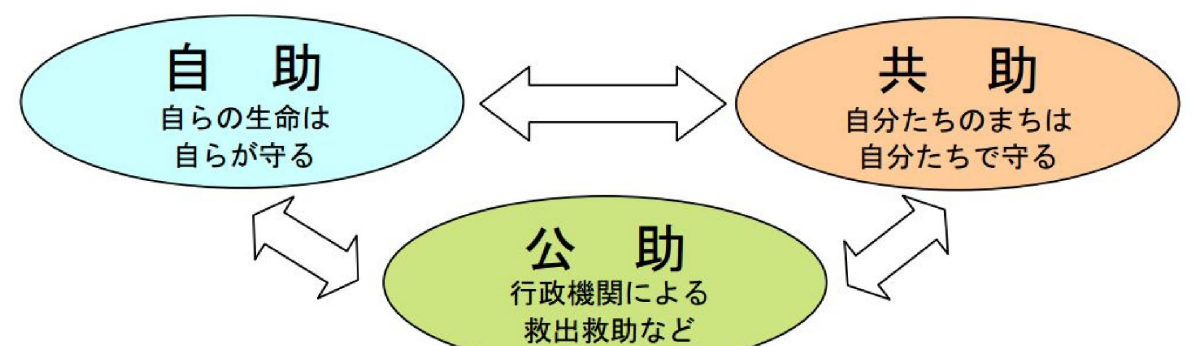 自　助
自らの生命は
自らが守る
共　助
自分たちのまちは
自分たちで守る
公　助
行政機関による
救出救助など